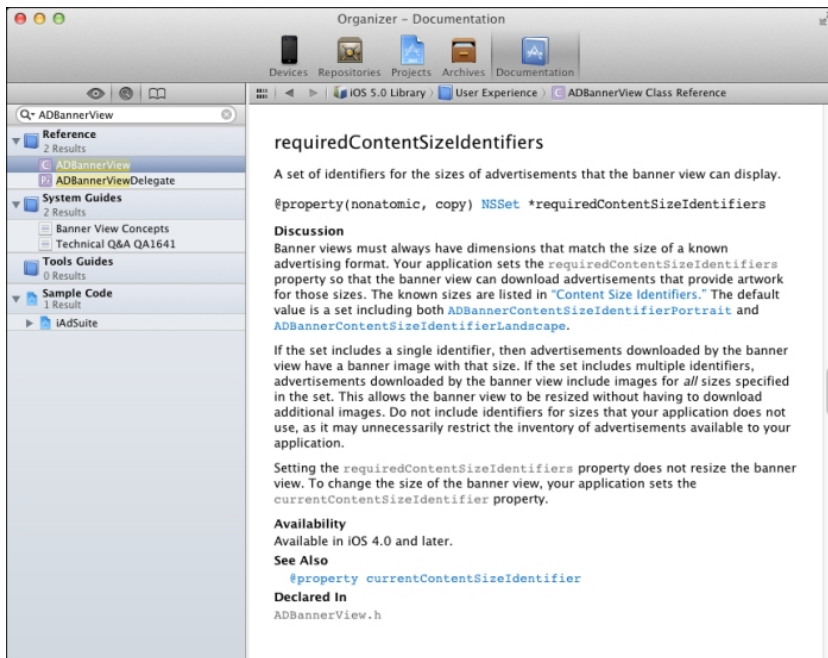 Organizer – Documentation
Devices Repositories Projects Archives Documentation
iOS 5.0 Library User Experience C ADBannerView Class Reference
ADBannerView
Reference
2 Results
C ADBannerView
Pr ADBannerViewDelegate
System Guides
2 Results
Banner View Concepts
Technical Q&A QA1641
Tools Guides
0 Results
Sample Code
1 Result
iAdSuite
requiredContentSizeIdentifiers
A set of identifiers for the sizes of advertisements that the banner view can display.
@property(nonatomic, copy) NSSet *requiredContentSizeIdentifiers
Discussion
Banner views must always have dimensions that match the size of a known
advertising format. Your application sets the requiredContentSizeIdentifiers
property so that the banner view can download advertisements that provide artwork
for those sizes. The known sizes are listed in “Content Size Identifiers.” The default
value is a set including both ADBannerContentSizeIdentifierPortrait and
ADBannerContentSizeIdentifierLandscape.
If the set includes a single identifier, then advertisements downloaded by the banner
view have a banner image with that size. If the set includes multiple identifiers,
advertisements downloaded by the banner view include images for all sizes specified
in the set. This allows the banner view to be resized without having to download
additional images. Do not include identifiers for sizes that your application does not
use, as it may unnecessarily restrict the inventory of advertisements available to your
application.
Setting the requiredContentSizeIdentifiers property does not resize the banner
view. To change the size of the banner view, your application sets the
currentContentSizeIdentifier property.
Availability
Available in iOS 4.0 and later.
See Also
@property currentContentSizeIdentifier
Declared In
ADBannerView.h